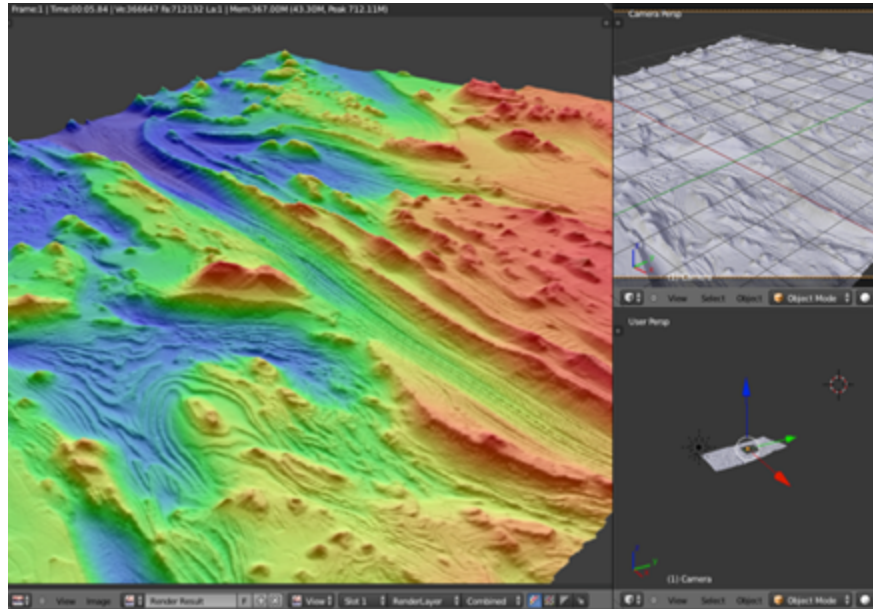 Frame:1 | Time:00:05.84 | Ve:366647 Fa:712132 La:1 | Mem:367.00M (43.30M, Peak 712.11M)
Camera Persp
(1) Camera
View Select Object Object Mode
User Persp
(1) Camera
View Image Render Result F View Slot 1 RenderLayer Combined
View Select Object Object Mode